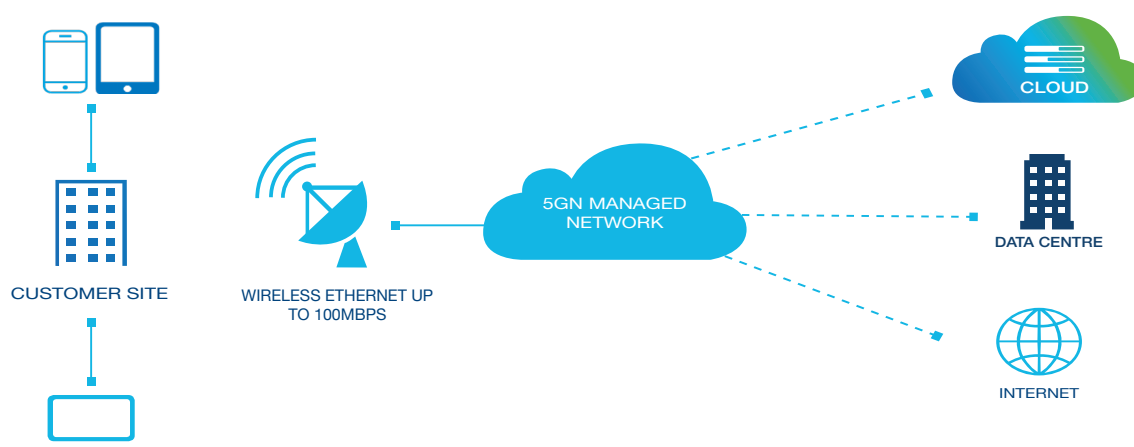 CLOUD
5GN MANAGED
NETWORK
DATA CENTRE
CUSTOMER SITE
WIRELESS ETHERNET UP
TO 100MBPS
INTERNET